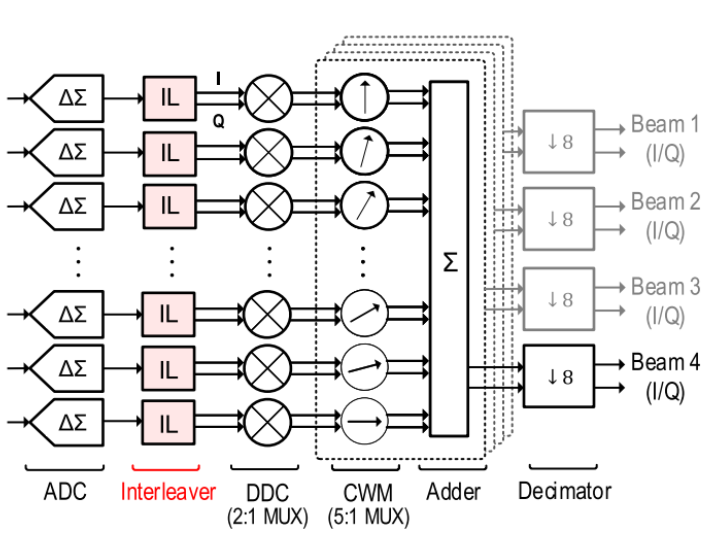 I
Q
ΔΣ IL
ΔΣ IL
ΔΣ IL
ΔΣ IL
ΔΣ IL
ΔΣ IL
Σ
↓8
Beam 1
(I/Q)
↓8
Beam 2
(I/Q)
↓8
Beam 3
(I/Q)
↓8
Beam 4
(I/Q)
ADC Interleaver DDC CWM Adder Decimator
(2:1 MUX) (5:1 MUX)